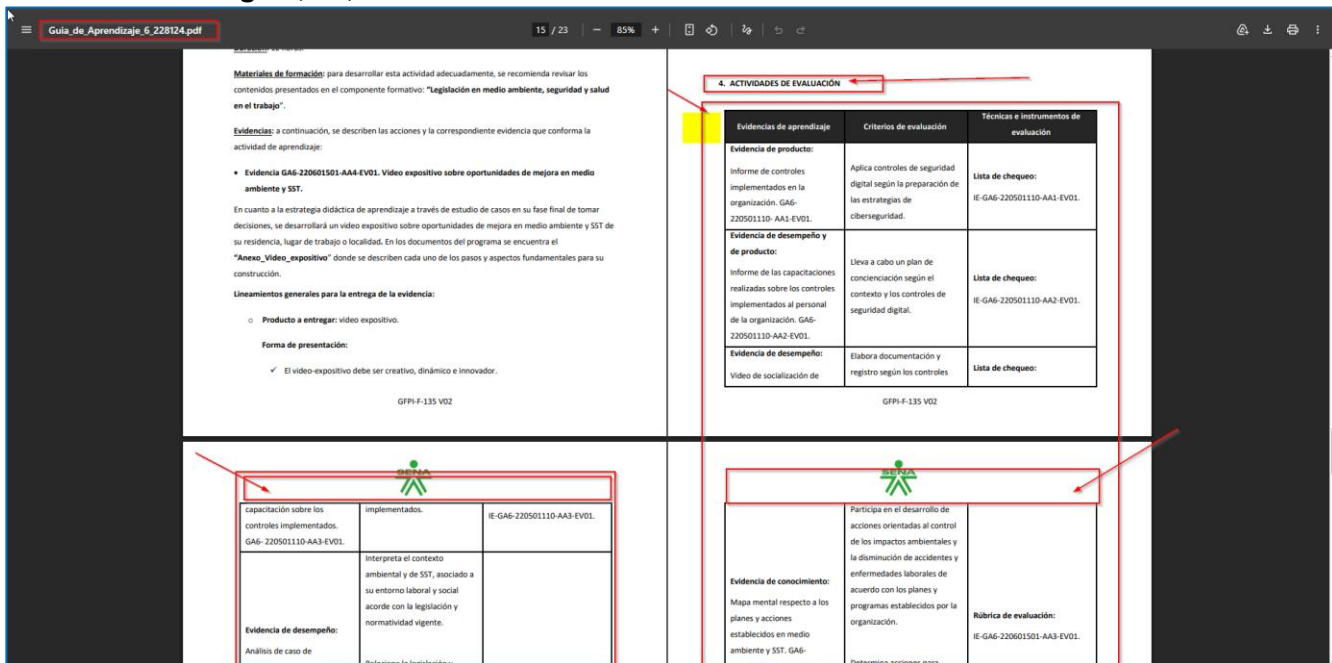 Guia_de_Aprendizaje_6_228124.pdf
15 / 23
85%
Materiales de formación: para desarrollar esta actividad adecuadamente, se recomienda revisar los
contenidos presentados en el componente formativo: "Legislación en medio ambiente, seguridad y salud
en el trabajo".
Evidencias: a continuación, se describen las acciones y la correspondiente evidencia que conforma la
actividad de aprendizaje:
• Evidencia GA6-220601501-AA4-EV01. Video expositivo sobre oportunidades de mejora en medio
ambiente y SST.
En cuanto a la estrategia didáctica de aprendizaje a través de estudio de casos en su fase final de tomar
decisiones, se desarrollará un video expositivo sobre oportunidades de mejora en medio ambiente y SST de
su residencia, lugar de trabajo o localidad. En los documentos del programa se encuentra el
"Anexo_Video_expositivo" donde se describen cada uno de los pasos y aspectos fundamentales para su
construcción.
Lineamientos generales para la entrega de la evidencia:
○ Producto a entregar: video expositivo.
Forma de presentación:
✓ El video-expositivo debe ser creativo, dinámico e innovador.
GFPI-F-135 V02
4. ACTIVIDADES DE EVALUACIÓN
Evidencias de aprendizaje
Criterios de evaluación
Técnicas e instrumentos de
evaluación
Evidencia de producto:
Informe de controles
implementados en la
organización. GA6-
220501110- AA1-EV01.
Aplica controles de seguridad
digital según la preparación de
las estrategias de
ciberseguridad.
Lista de chequeo:
IE-GA6-220501110-AA1-EV01.
Evidencia de desempeño y
de producto:
Informe de las capacitaciones
realizadas sobre los controles
implementados al personal
de la organización. GA6-
220501110-AA2-EV01.
Lleva a cabo un plan de
concienciación según el
contexto y los controles de
seguridad digital.
Lista de chequeo:
IE-GA6-220501110-AA2-EV01.
Evidencia de desempeño:
Video de socialización de
Elabora documentación y
registro según los controles
Lista de chequeo:
GFPI-F-135 V02
SENA
capacitación sobre los
controles implementados.
GA6- 220501110-AA3-EV01.
implementados.
IE-GA6-220501110-AA3-EV01.
Evidencia de desempeño:
Análisis de caso de
Interpreta el contexto
ambiental y de SST, asociado a
su entorno laboral y social
acorde con la legislación y
normatividad vigente.
SENA
Evidencia de conocimiento:
Mapa mental respecto a los
planes y acciones
establecidos en medio
ambiente y SST. GA6-
Participa en el desarrollo de
acciones orientadas al control
de los impactos ambientales y
la disminución de accidentes y
enfermedades laborales de
acuerdo con los planes y
programas establecidos por la
organización.
Determina acciones para
Rúbrica de evaluación:
IE-GA6-220601501-AA3-EV01.